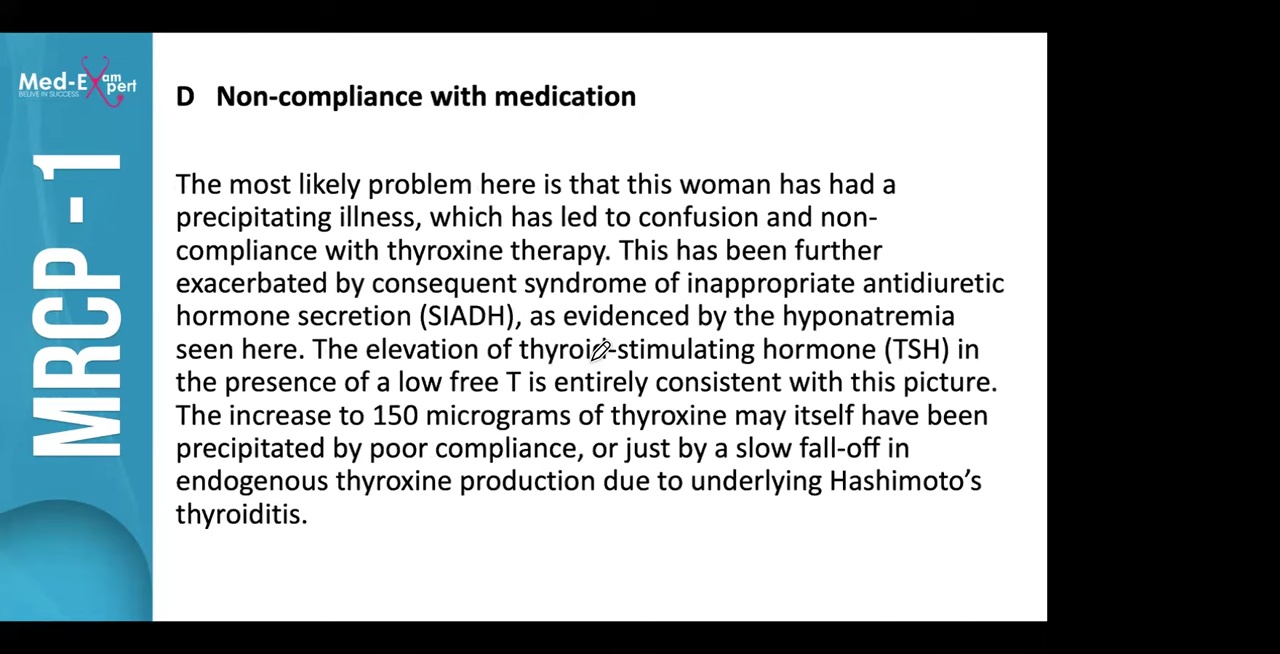 Med-Exam
pert
BELIVE IN SUCCESS
MRCP - 1
D Non-compliance with medication
The most likely problem here is that this woman has had a
precipitating illness, which has led to confusion and non-
compliance with thyroxine therapy. This has been further
exacerbated by consequent syndrome of inappropriate antidiuretic
hormone secretion (SIADH), as evidenced by the hyponatremia
seen here. The elevation of thyroid-stimulating hormone (TSH) in
the presence of a low free T is entirely consistent with this picture.
The increase to 150 micrograms of thyroxine may itself have been
precipitated by poor compliance, or just by a slow fall-off in
endogenous thyroxine production due to underlying Hashimoto’s
thyroiditis.